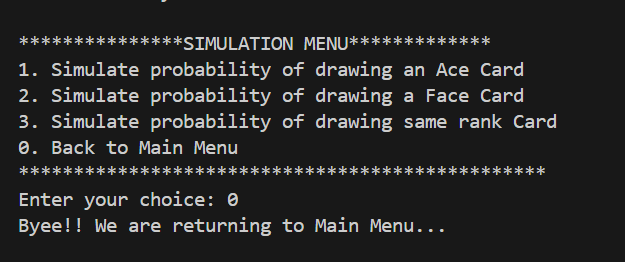 ***************SIMULATION MENU*************
1. Simulate probability of drawing an Ace Card
2. Simulate probability of drawing a Face Card
3. Simulate probability of drawing same rank Card
0. Back to Main Menu
************************************************
Enter your choice: 0
Byee!! We are returning to Main Menu...